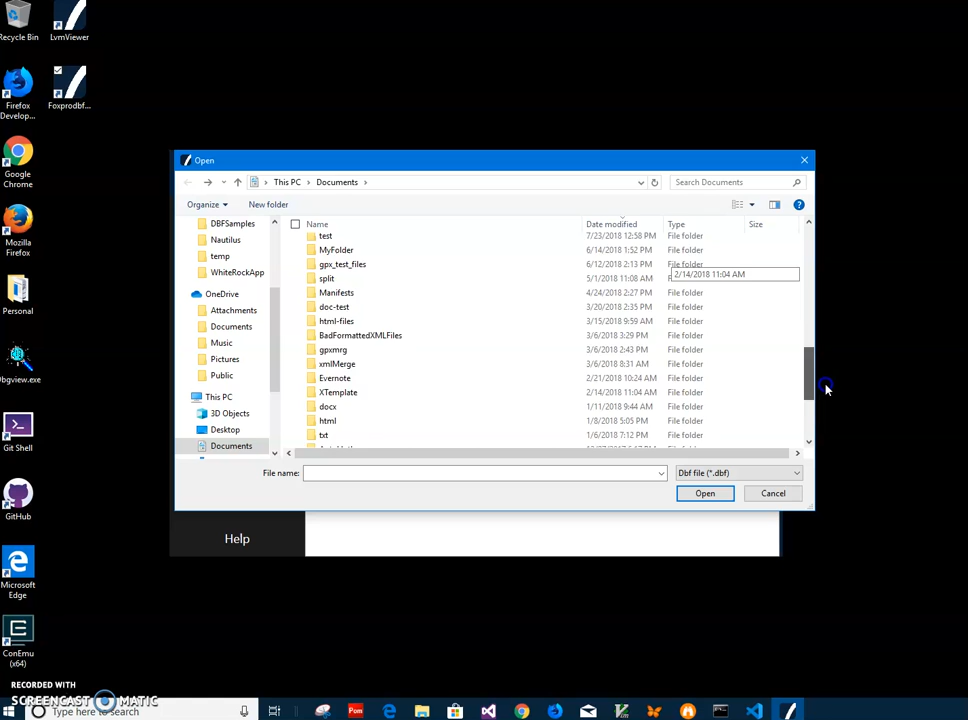 Recycle Bin
LvmViewer
Firefox
Develop...
Foxprodbf...
Google
Chrome
Mozilla
Firefox
Personal
Dbgview.exe
Git Shell
GitHub
Microsoft
Edge
ConEmu
(x64)
Open
This PC
Documents
Search Documents
Organize
New folder
DBFSamples
Nautilus
temp
WhiteRockApp
OneDrive
Attachments
Documents
Music
Pictures
Public
This PC
3D Objects
Desktop
Documents
Name Date modified Type Size
test 7/23/2018 12:58 PM File folder
MyFolder 6/14/2018 1:52 PM File folder
gpx_test_files 6/12/2018 2:13 PM File folder
2/14/2018 11:04 AM
split 5/1/2018 11:08 AM File folder
Manifests 4/24/2018 2:27 PM File folder
doc-test 3/20/2018 2:35 PM File folder
html-files 3/15/2018 9:59 AM File folder
BadFormattedXMLFiles 3/6/2018 3:29 PM File folder
gpxmrg 3/6/2018 2:43 PM File folder
xmlMerge 3/6/2018 8:31 AM File folder
Evernote 2/21/2018 10:24 AM File folder
XTemplate 2/14/2018 11:04 AM File folder
docx 1/11/2018 9:44 AM File folder
html 1/8/2018 5:05 PM File folder
txt 1/6/2018 7:12 PM File folder
File name:
Dbf file (*.dbf)
Open
Cancel
Help
RECORDED WITH
SCREENCAST MATIC
Type here to search
Pom